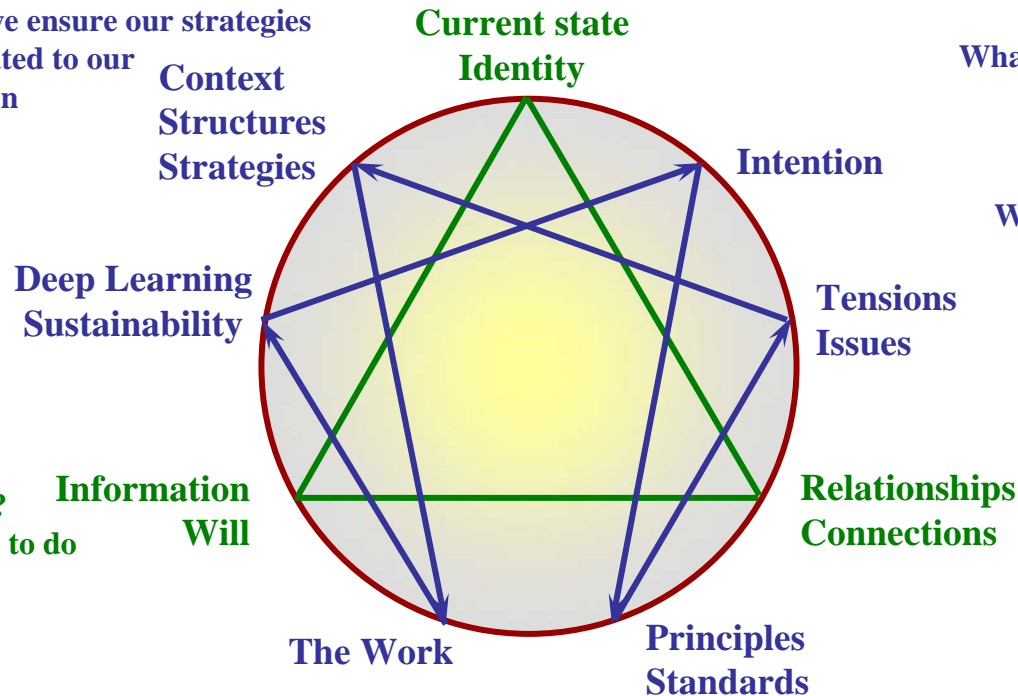 ve ensure our strategies
ted to our
n
Current state
Identity
Wha
Context
Structures
Strategies
Intention
W
Deep Learning
Sustainability
Tensions
Issues
?
to do
Information
Will
Relationships
Connections
The Work
Principles
Standards